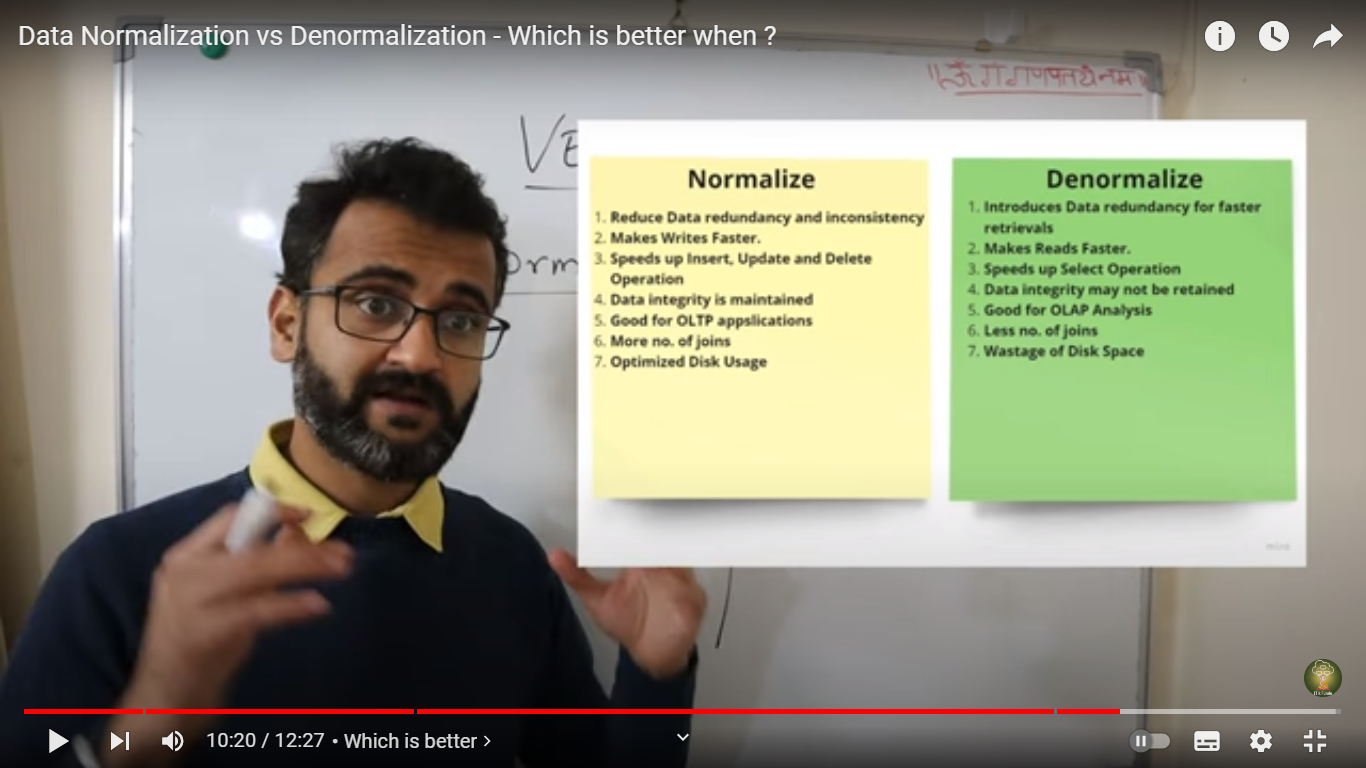 Data Normalization vs Denormalization - Which is better when ?
Normalize
1. Reduce Data redundancy and inconsistency
2. Makes Writes Faster.
3. Speeds up Insert, Update and Delete
Operation
4. Data integrity is maintained
5. Good for OLTP appslications
6. More no. of joins
7. Optimized Disk Usage
Denormalize
1. Introduces Data redundancy for faster
retrievals
2. Makes Reads Faster.
3. Speeds up Select Operation
4. Data integrity may not be retained
5. Good for OLAP Analysis
6. Less no. of joins
7. Wastage of Disk Space
miro
10:20 / 12:27 • Which is better >